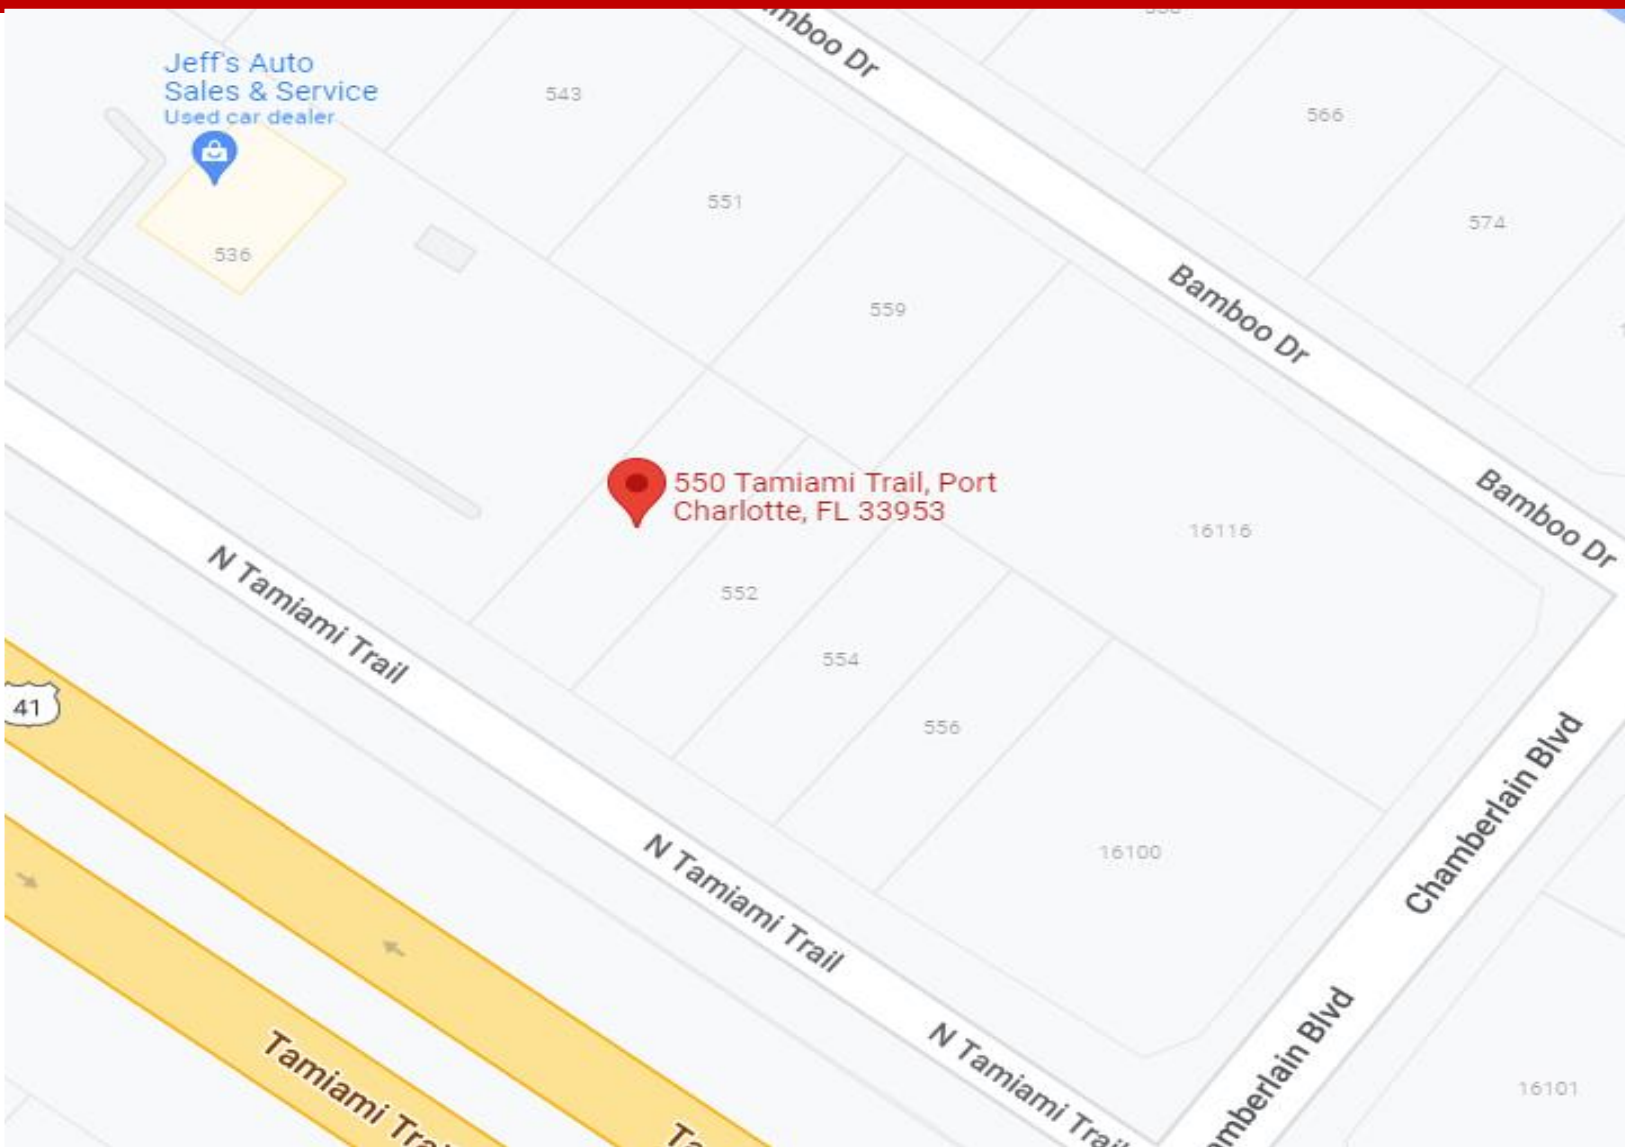 mboo Dr
Jeff's Auto
Sales & Service
Used car dealer
543
566
551
574
536
Bamboo Dr
559
550 Tamiami Trail, Port
Charlotte, FL 33953
Bamboo Dr
16116
N Tamiami Trail
552
554
41
556
Chamberlain Blvd
16100
N Tamiami Trail
N Tamiami Trail
amberlain Blvd
16101
Tamiami Tra
Ta